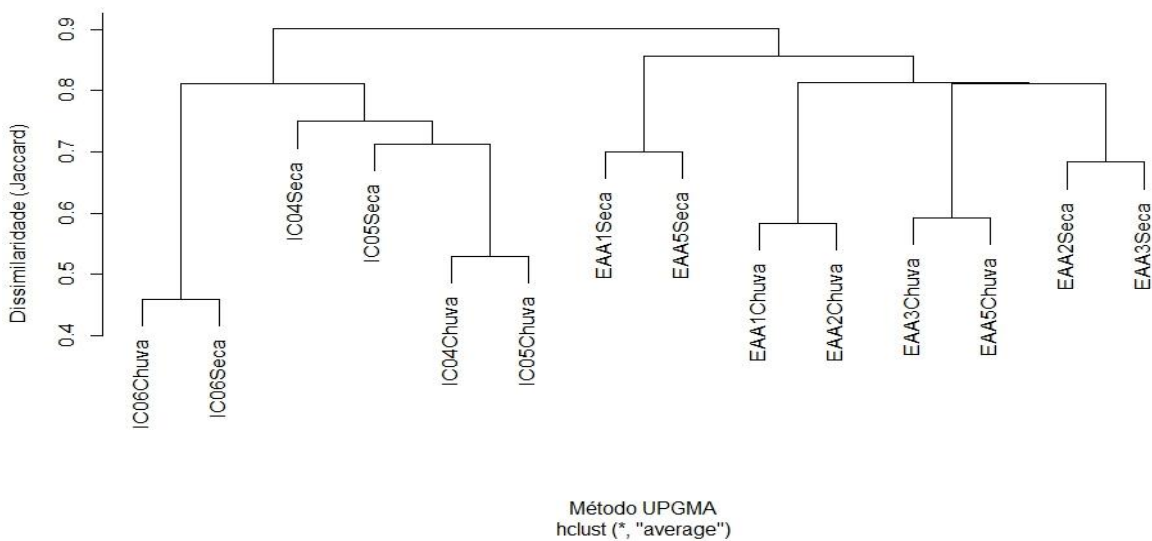 Dissimilaridade (Jaccard)
0.9
0.8
0.7
0.6
0.5
0.4
IC06Chuva
IC06Seca
IC04Seca
IC05Seca
IC04Chuva
IC05Chuva
EAA1Seca
EAA5Seca
EAA1Chuva
EAA2Chuva
EAA3Chuva
EAA5Chuva
EAA2Seca
EAA3Seca
Método UPGMA
hclust (*, "average")